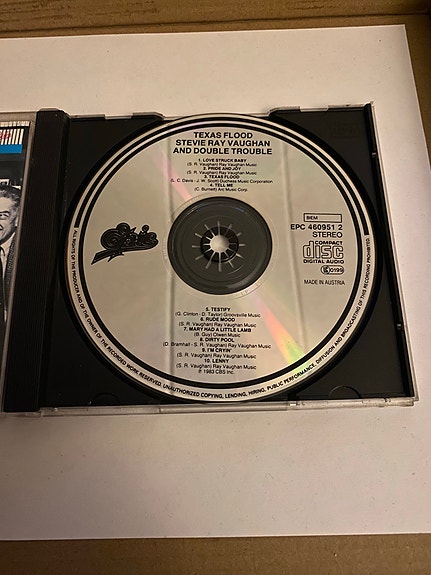 TEXAS FLOOD
STEVIE RAY VAUGHAN
AND DOUBLE TROUBLE
1. LOVE STRUCK BABY
(S. R. Vaughan) Ray Vaughan Music
2. PRIDE AND JOY
(S. R. Vaughan) Ray Vaughan Music
3. TEXAS FLOOD
(L. C. Davis - J. W. Scott) Duchess Music Corporation
4. TELL ME
(C. Burnett) Arc Music Corp.
Epic
BIEM
EPC 460951 2
STEREO
COMPACT
disc
DIGITAL AUDIO
0199
MADE IN AUSTRIA
5. TESTIFY
(G. Clinton - D. Taylor) Groovesville Music
6. RUDE MOOD
(S. R. Vaughan) Ray Vaughan Music
7. MARY HAD A LITTLE LAMB
(B. Guy) Owen Music
8. DIRTY POOL
(D. Bramhall - S. R. Vaughan) Ray Vaughan Music
9. I'M CRYIN'
(S. R. Vaughan) Ray Vaughan Music
10. LENNY
(S. R. Vaughan) Ray Vaughan Music
℗ 1983 CBS Inc.
ALL RIGHTS OF THE PRODUCER AND OF THE OWNER OF THE RECORDED WORK RESERVED. UNAUTHORIZED COPYING, LENDING, HIRING, PUBLIC PERFORMANCE, DIFFUSION AND BROADCASTING OF THIS RECORDING PROHIBITED.